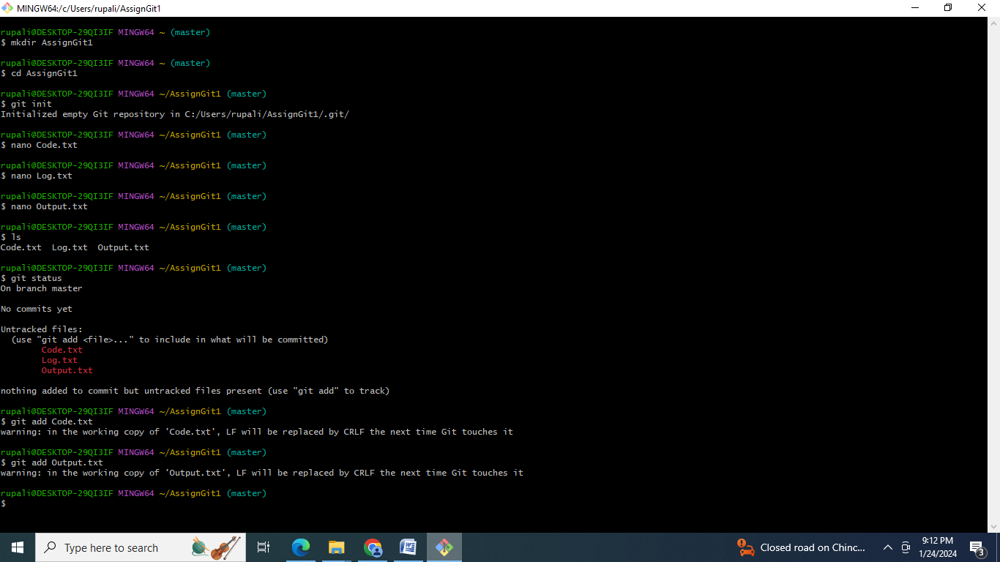 MINGW64:/c/Users/rupali/AssignGit1
rupali@DESKTOP-29QI3IF MINGW64 ~ (master)
$ mkdir AssignGit1
rupali@DESKTOP-29QI3IF MINGW64 ~ (master)
$ cd AssignGit1
rupali@DESKTOP-29QI3IF MINGW64 ~/AssignGit1 (master)
$ git init
Initialized empty Git repository in C:/Users/rupali/AssignGit1/.git/
rupali@DESKTOP-29QI3IF MINGW64 ~/AssignGit1 (master)
$ nano Code.txt
rupali@DESKTOP-29QI3IF MINGW64 ~/AssignGit1 (master)
$ nano Log.txt
rupali@DESKTOP-29QI3IF MINGW64 ~/AssignGit1 (master)
$ nano Output.txt
rupali@DESKTOP-29QI3IF MINGW64 ~/AssignGit1 (master)
$ ls
Code.txt  Log.txt  Output.txt
rupali@DESKTOP-29QI3IF MINGW64 ~/AssignGit1 (master)
$ git status
On branch master
No commits yet
Untracked files:
  (use "git add <file>..." to include in what will be committed)
        Code.txt
        Log.txt
        Output.txt
nothing added to commit but untracked files present (use "git add" to track)
rupali@DESKTOP-29QI3IF MINGW64 ~/AssignGit1 (master)
$ git add Code.txt
warning: in the working copy of 'Code.txt', LF will be replaced by CRLF the next time Git touches it
rupali@DESKTOP-29QI3IF MINGW64 ~/AssignGit1 (master)
$ git add Output.txt
warning: in the working copy of 'Output.txt', LF will be replaced by CRLF the next time Git touches it
rupali@DESKTOP-29QI3IF MINGW64 ~/AssignGit1 (master)
$
Type here to search
Closed road on Chinc...
9:12 PM
1/24/2024
3